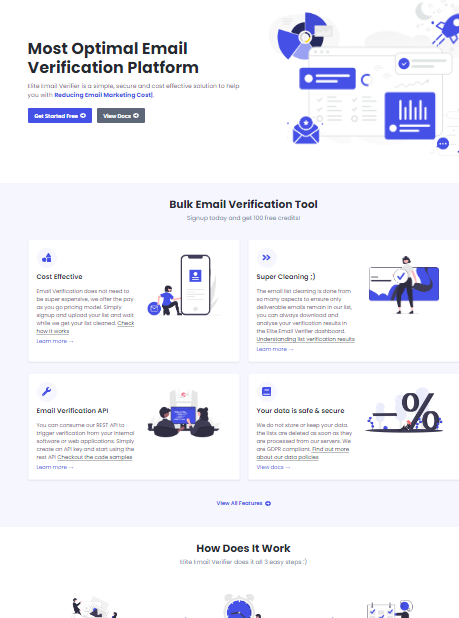 Most Optimal Email
Verification Platform
Elite Email Verifier is a simple, secure and cost effective solution to help
you with Reducing Email Marketing Cost|.
Get Started Free
View Docs
Bulk Email Verification Tool
Signup today and get 100 free credits!
Cost Effective
Email Verification does not need to
be super expensive, we offer the pay
as you go pricing model. Simply
signup and upload your list and wait
while we get your list cleaned. Check
how it works
Learn more →
Super Cleaning ;)
The email list cleaning is done from
so many aspects to ensure only
deliverable emails remain in our list,
you can always download and
analyse your verification results in
the Elite Email Verifier dashboard.
Understanding list verification results
Learn more →
Email Verification API
You can consume our REST API to
trigger verification from your internal
software or web applications. Simply
create an API key and start using the
rest API Checkout the code samples
Learn more →
Your data is safe & secure
We do not store or keep your data,
the lists are deleted as soon as they
are processed from our servers. We
are GDPR compliant. Find out more
about our data policies
View docs →
View All Features
How Does It Work
Elite Email Verifier does it all 3 easy steps :)